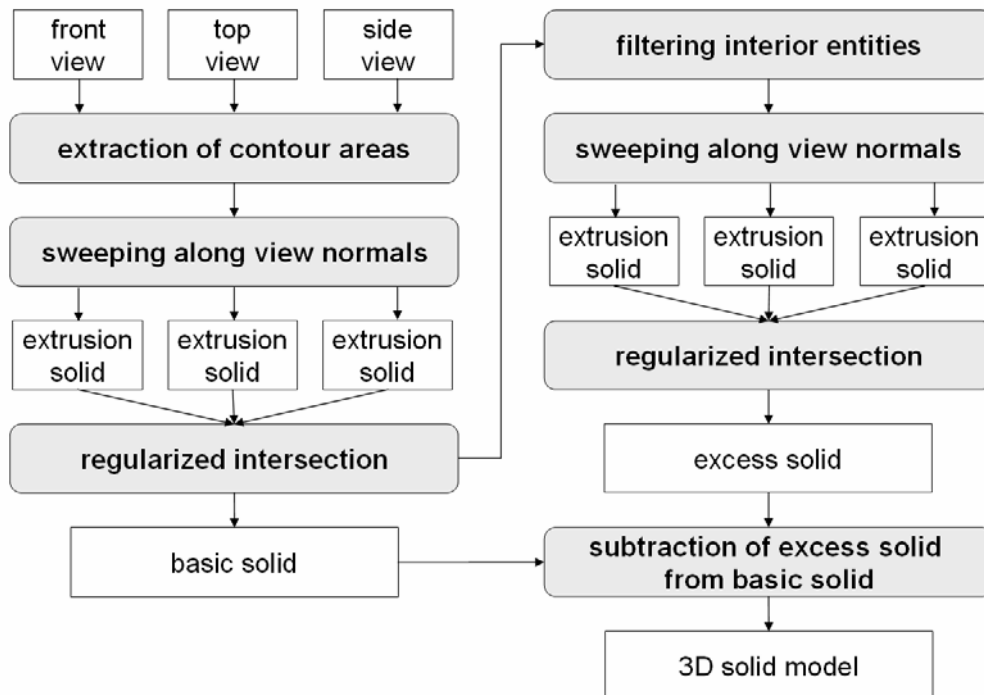 front
view
top
view
side
view
extraction of contour areas
sweeping along view normals
extrusion
solid
extrusion
solid
extrusion
solid
regularized intersection
basic solid
filtering interior entities
sweeping along view normals
extrusion
solid
extrusion
solid
extrusion
solid
regularized intersection
excess solid
subtraction of excess solid
from basic solid
3D solid model